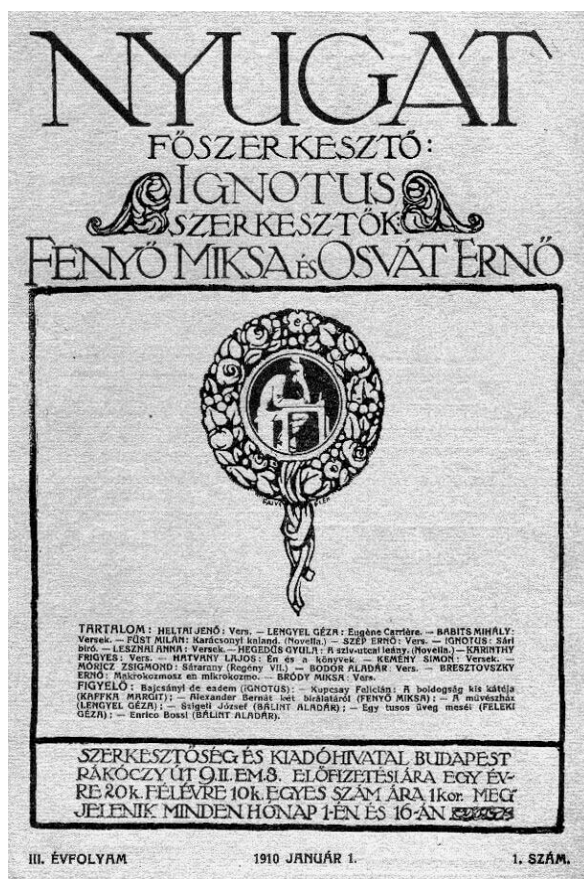 NYUGAT
FŐSZERKESZTŐ:
IGNOTUS
SZERKESZTŐK:
FENYŐ MIKSA ÉS OSVÁT ERNŐ
TARTALOM: HELTAI JENŐ: Vers. — LENGYEL GÉZA: Eugène Carrière. — BABITS MIHÁLY:
Versek. — FÜST MILÁN: Karácsonyi kaland. (Novella.) — SZÉP ERNŐ: Vers. — IGNOTUS: Sári
biró. — LESZNAI ANNA: Versek. — HEGEDŰS GYULA: A sziv-utcai leány. (Novella.) — KARINTHY
FRIGYES: Vers. — HATVANY LAJOS: Én és a könyvek. — KEMÉNY SIMON: Versek. —
MÓRICZ ZSIGMOND: Sárarany (Regény VII.) — BODOR ALADÁR: Vers. — BRESZTOVSZKY
ERNŐ: Makrokozmosz en mikrokozmo. — BRÓDY MIKSA: Vers.
FIGYELŐ: Bajcsányi de eadem (IGNOTUS): — Kupcsay Felicián: A boldogság kis kátéja
(KAFFKA MARGIT); — Alexander Bernát két birálatáról (FENYŐ MIKSA); — A művészház
(LENGYEL GÉZA); — Szigeti József (BÁLINT ALADÁR); — Egy tusos üveg meséi (FELEKI
GÉZA); — Enrico Bossi (BÁLINT ALADÁR).
SZERKESZTŐSÉG ÉS KIADÓHIVATAL BUDAPEST
RÁKÓCZY ÚT 9. II. EM. 8. ELŐFIZETÉSI ÁRA EGY ÉV-
RE 20 k. FÉLÉVRE 10 k. EGYES SZÁM ÁRA 1 kor. MEG
JELENIK MINDEN HÓNAP 1-ÉN ÉS 16-ÁN
III. ÉVFOLYAM
1910 JANUÁR 1.
1. SZÁM.